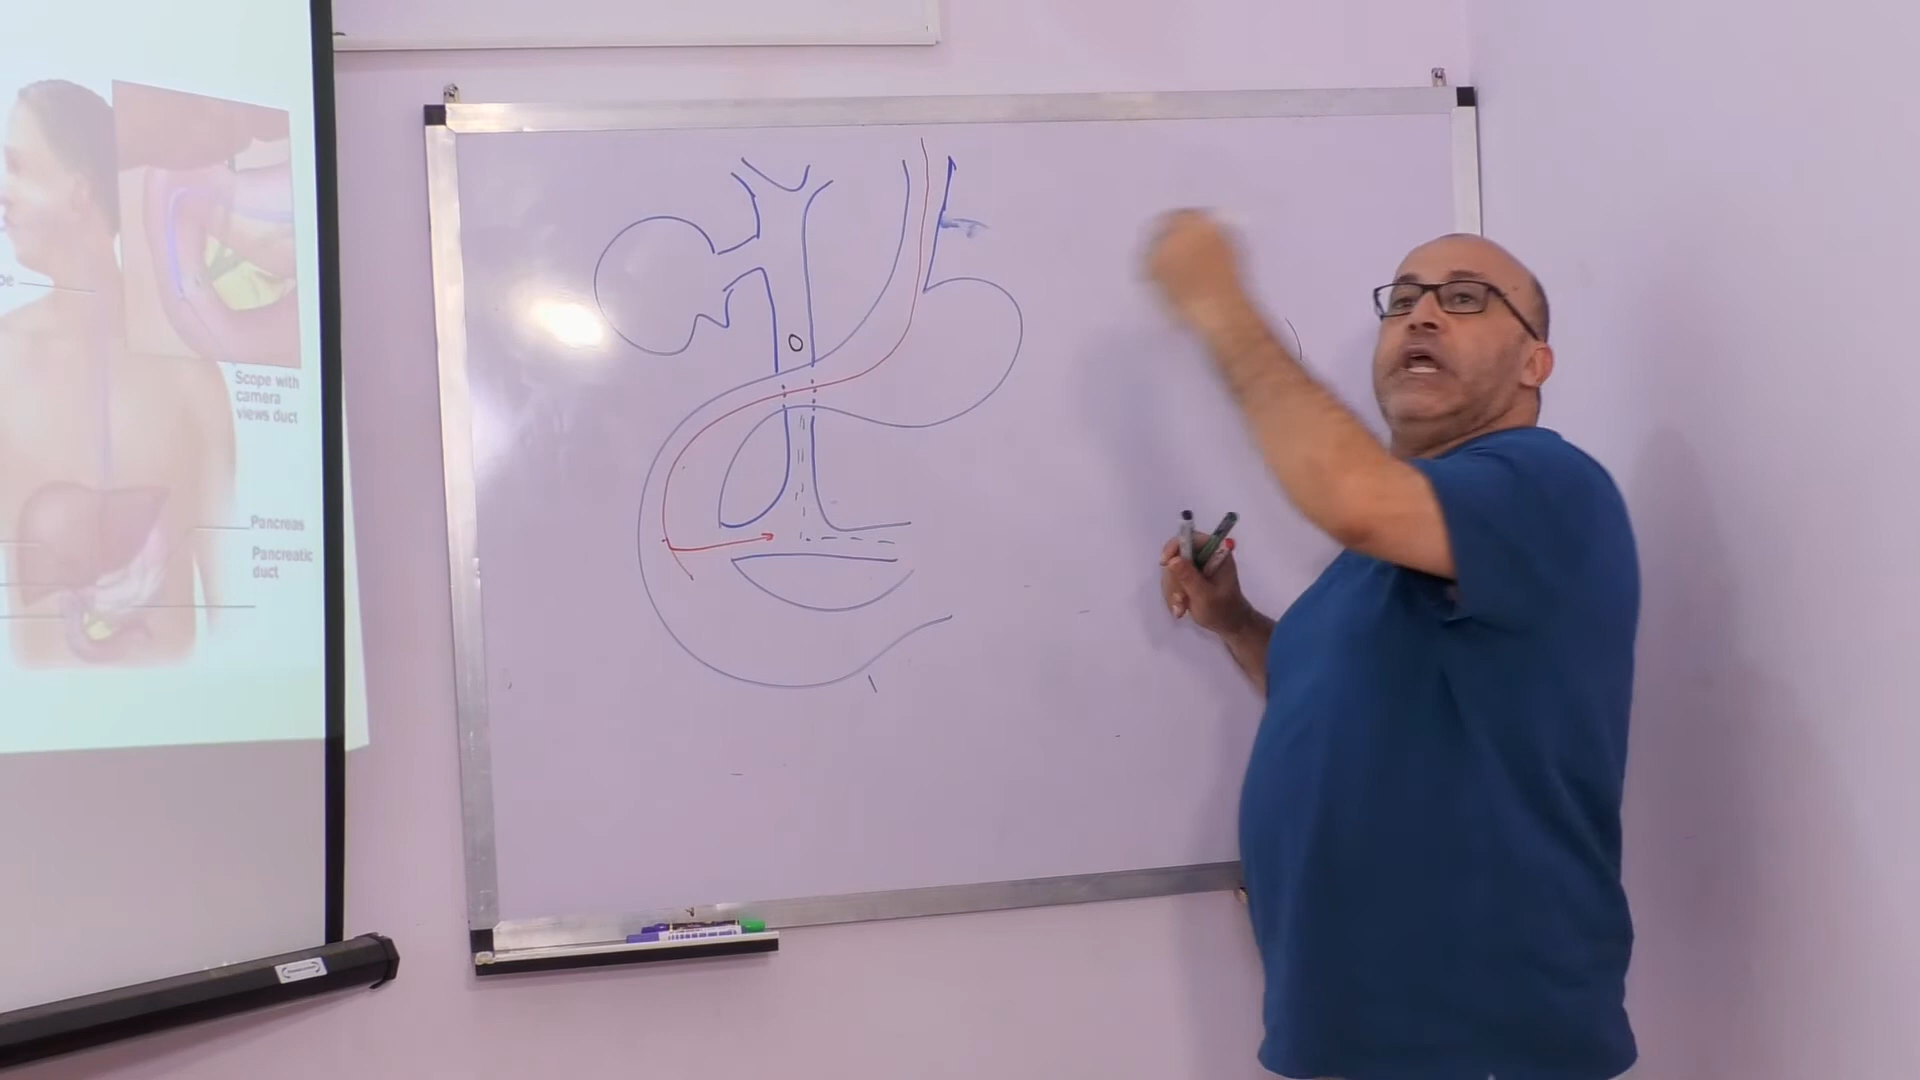 Scope with
camera
views duct
Pancreas
Pancreatic
duct